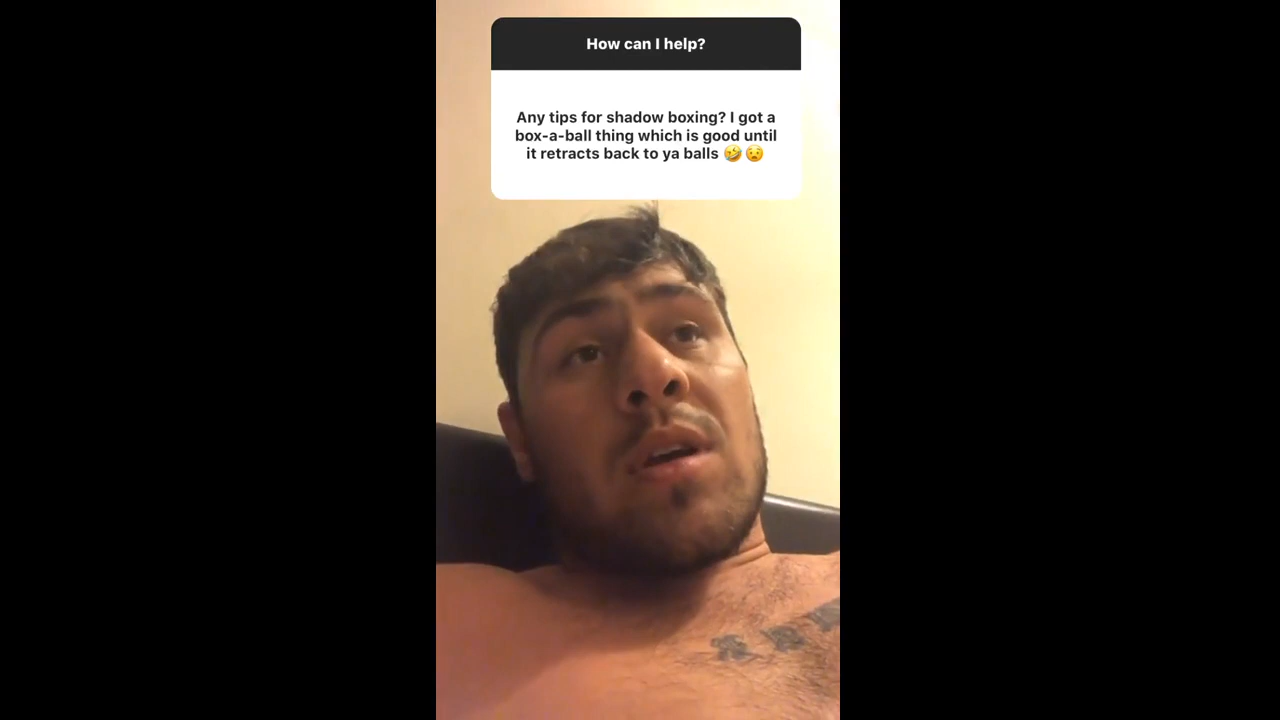 How can I help?
Any tips for shadow boxing? I got a
box-a-ball thing which is good until
it retracts back to ya balls 🤣😧